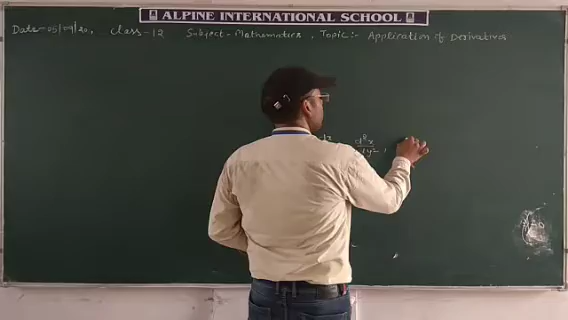 ALPINE INTERNATIONAL SCHOOL
Date-05/09/20, class-12 Subject-Mathematics, Topic:- Application of Derivatives